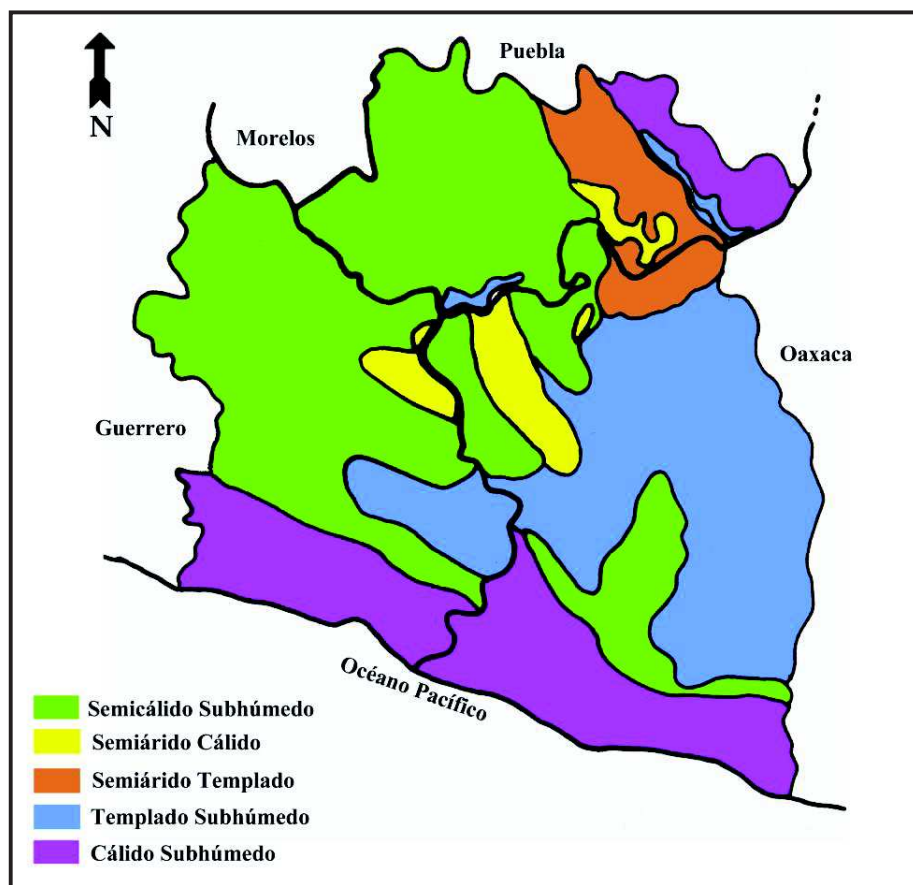 Puebla
N
Morelos
Oaxaca
Guerrero
Océano Pacífico
Semicálido Subhúmedo
Semiárido Cálido
Semiárido Templado
Templado Subhúmedo
Cálido Subhúmedo